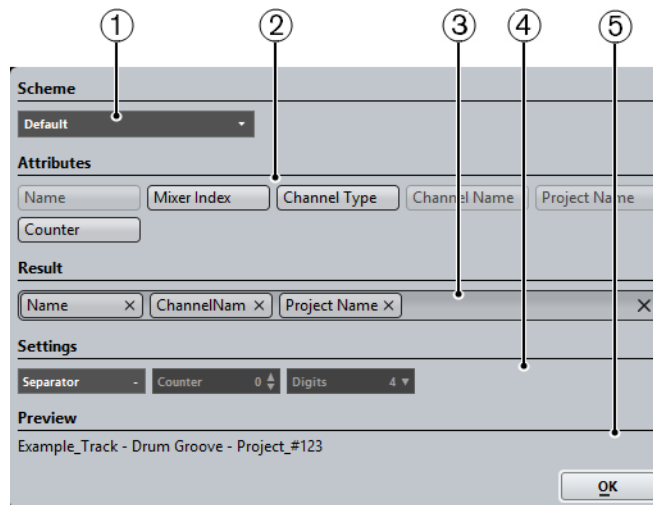 1 2 3 4 5
Scheme
Default
Attributes
Name Mixer Index Channel Type Channel Name Project Name
Counter
Result
Name × ChannelNam × Project Name × ×
Settings
Separator - Counter 0 Digits 4
Preview
Example_Track - Drum Groove - Project_#123
OK